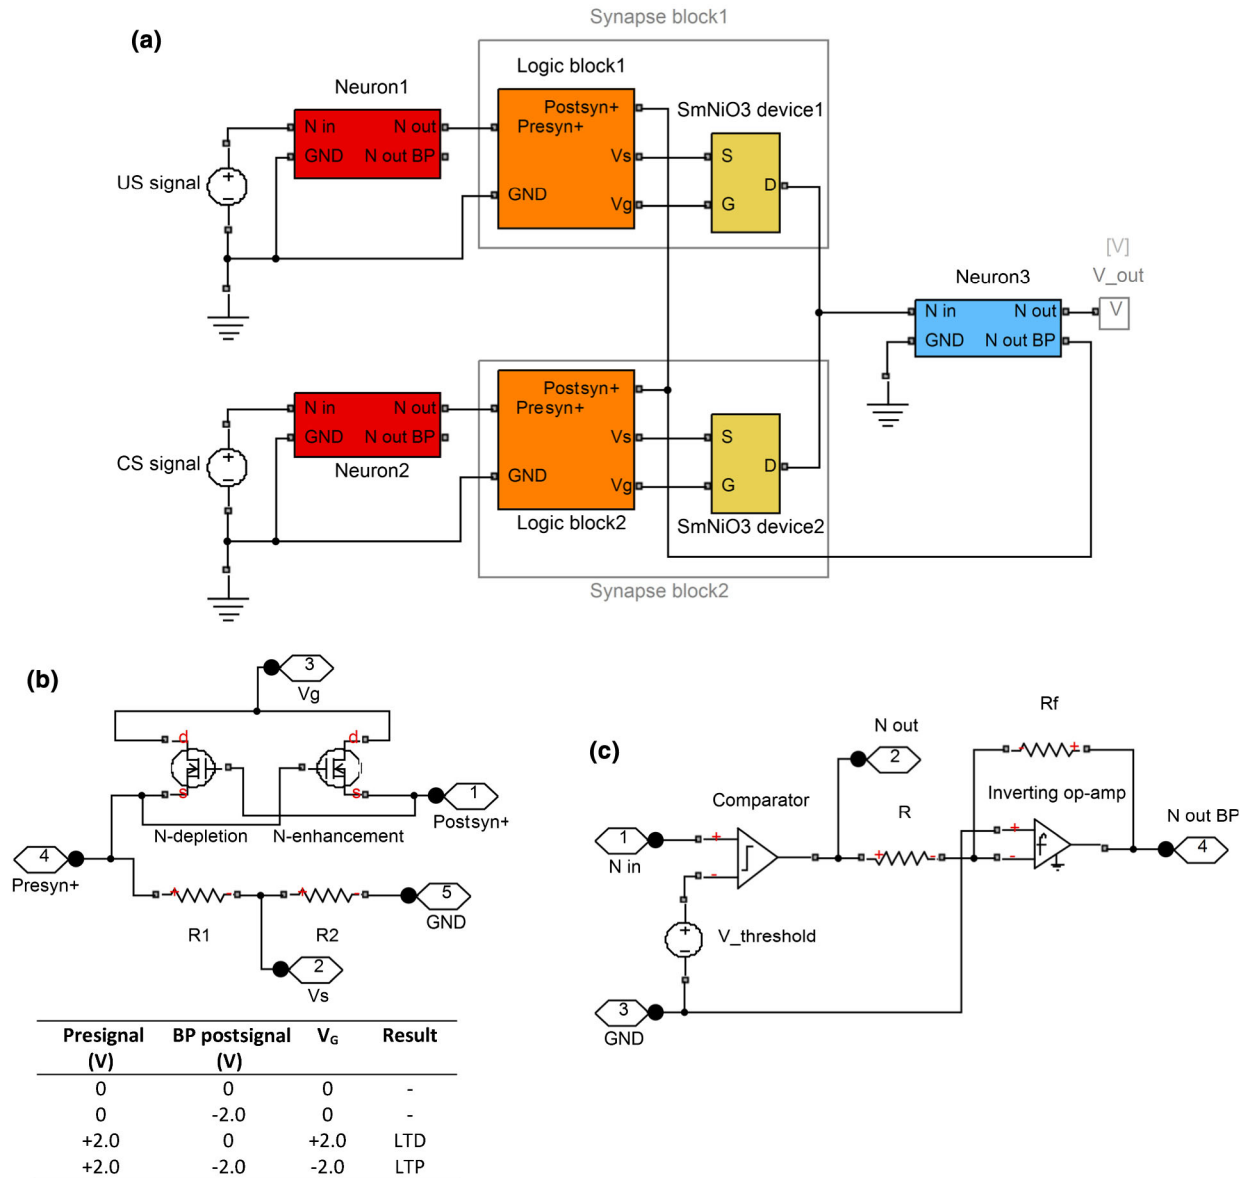 Synapse block1
(a)
Logic block1
Neuron1
Postsyn+
SmNiO3 device1
N in
N out
Presyn+
GND
N out BP
Vs
S
US signal
+
−
D
GND
Vg
G
[V]
V_out
Neuron3
N in
N out
V
GND
N out BP
Postsyn+
N in
N out
Presyn+
GND
N out BP
Vs
S
CS signal
+
−
Neuron2
D
GND
Vg
G
Logic block2
SmNiO3 device2
Synapse block2
(b)
3
Vg
d
d
s
s
1
Postsyn+
N-depletion
N-enhancement
4
Presyn+
+
-
+
-
5
GND
R1
R2
2
Vs
Presignal (V)
BP postsignal (V)
VG
Result
0 0 0 -
0 -2.0 0 -
+2.0 0 +2.0 LTD
+2.0 -2.0 -2.0 LTP
(c)
Rf
N out
2
-
+
Comparator
Inverting op-amp
R
N out BP
1
N in
+
-
+
-
+
-
f
4
+
−
V_threshold
3
GND